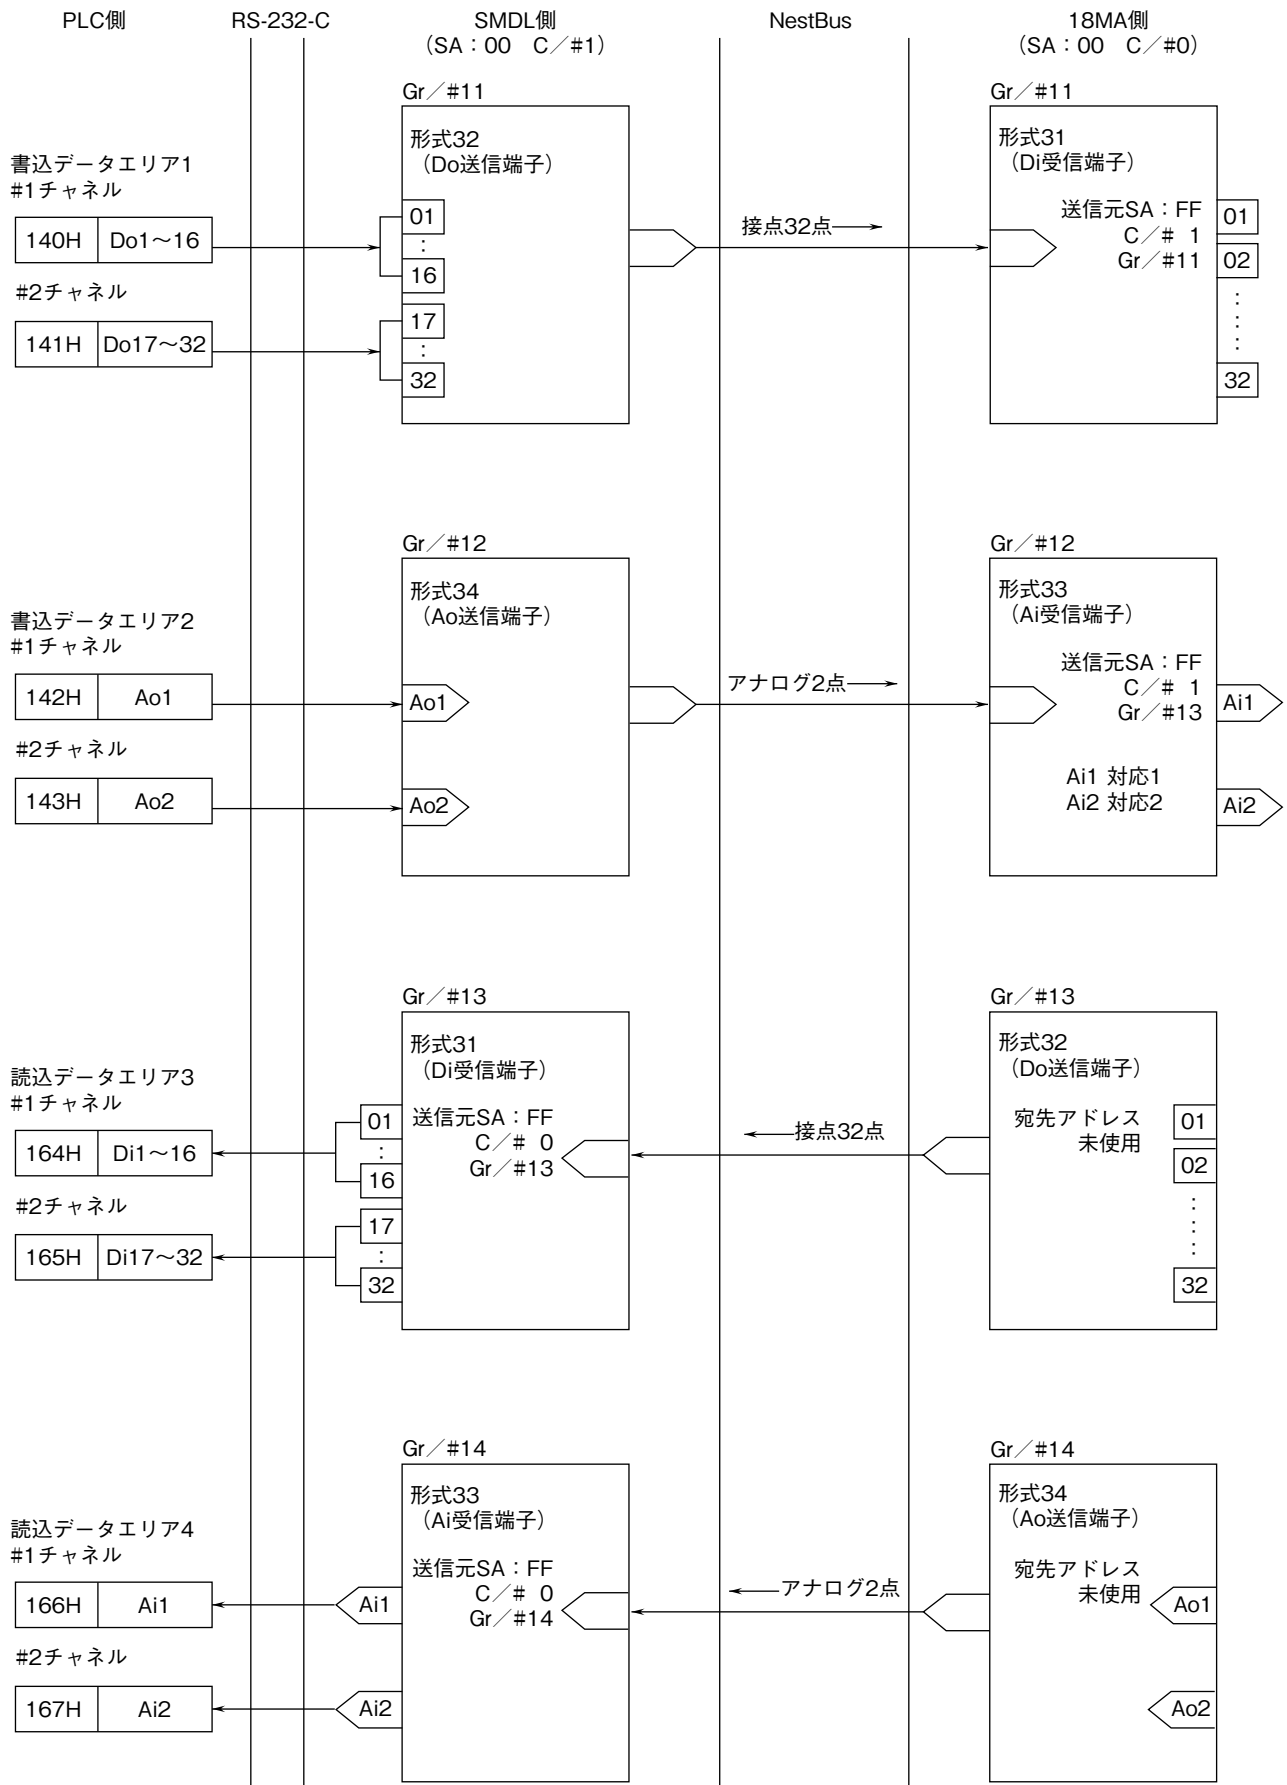 PLC側 RS-232-C SMDL側 NestBus 18MA側
（SA：00 C／#1） （SA：00 C／#0）
Gr／#11 Gr／#11
形式32 形式31
（Do送信端子） （Di受信端子）
書込データエリア1
#1チャネル
140H Do1〜16
01
:
16
接点32点
送信元SA：FF
C／# 1
Gr／#11
01
02
32
#2チャネル
141H Do17〜32
17
:
32
Gr／#12 Gr／#12
形式34 形式33
（Ao送信端子） （Ai受信端子）
書込データエリア2
#1チャネル
142H Ao1
Ao1
アナログ2点
送信元SA：FF
C／# 1
Gr／#13
Ai1
#2チャネル
143H Ao2
Ao2
Ai1 対応1
Ai2 対応2
Ai2
Gr／#13 Gr／#13
形式31 形式32
（Di受信端子） （Do送信端子）
読込データエリア3
#1チャネル
164H Di1〜16
01
:
16
送信元SA：FF
C／# 0
Gr／#13
接点32点
宛先アドレス
未使用
01
02
32
#2チャネル
165H Di17〜32
17
:
32
Gr／#14 Gr／#14
形式33 形式34
（Ai受信端子） （Ao送信端子）
読込データエリア4
#1チャネル
166H Ai1
Ai1
送信元SA：FF
C／# 0
Gr／#14
アナログ2点
宛先アドレス
未使用
Ao1
#2チャネル
167H Ai2
Ai2
Ao2